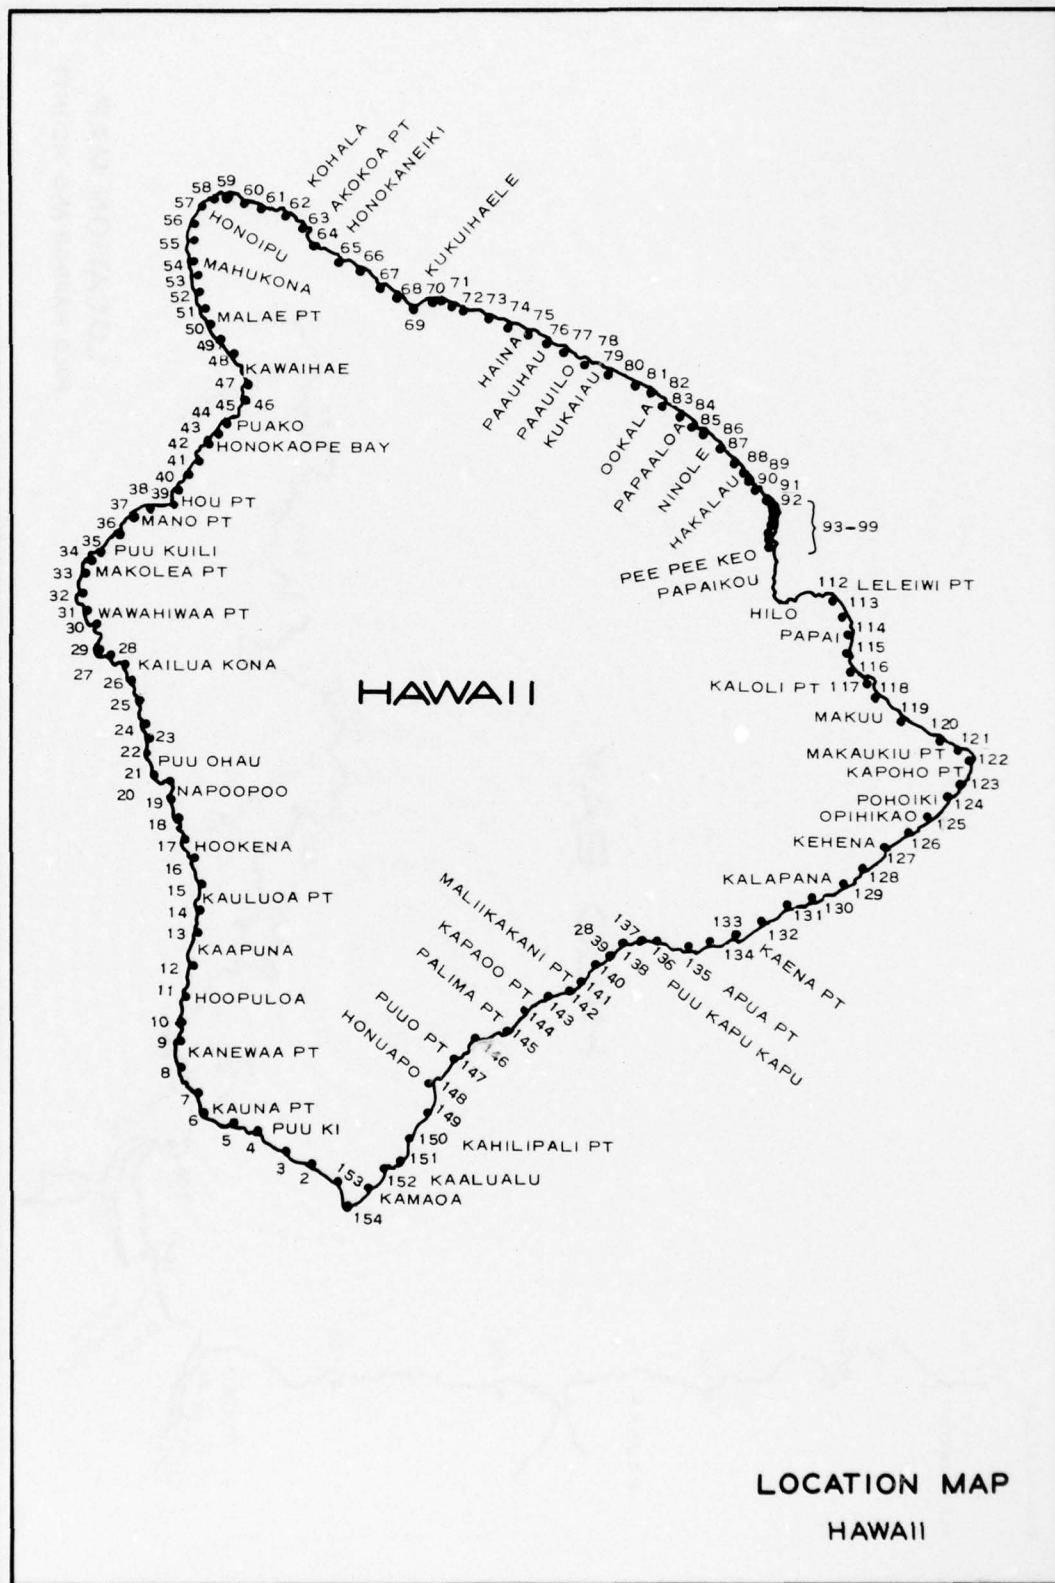 KOHALA
AKOKOA PT
HONOKANEIKI
KUKUIHAELE
58
59
60
61
62
63
64
65
66
67
68
69
70
71
72
73
74
75
76
77
78
79
80
81
82
83
84
85
86
87
88
89
90
91
92
93-99
57
56
55
54
53
52
51
50
49
48
47
46
45
44
43
42
41
40
39
38
37
36
35
34
33
32
31
30
29
28
27
26
25
24
23
22
21
20
19
18
17
16
15
14
13
12
11
10
9
8
7
6
5
4
3
2
HONOIPU
MAHUKONA
MALAE PT
KAWAIHAE
PUAKO
HONOKAOPE BAY
HOU PT
MANO PT
PUU KUILI
MAKOLEA PT
WAWAHIWAA PT
KAILUA KONA
PUU OHAU
NAPOOPOO
HOOKENA
KAULUOA PT
KAAPUNA
HOOPULOA
KANEWAA PT
KAUNA PT
PUU KI
HAINA
PAAUHAU
PAAUILO
KUKAIAU
OOKALA
PAPAALOA
NINOLE
HAKALAU
PEE PEE KEO
PAPAIKOU
HILO
112 LELEIWI PT
113
PAPAI
114
115
116
KALOLI PT 117
118
MAKUU
119
120
121
MAKAUKIU PT
122
KAPOHO PT
123
POHOIKI
124
OPIHIKAO
125
126
KEHENA
127
128
KALAPANA
129
130
131
132
133
134
KAENA PT
135
APUA PT
136
PUU KAPU KAPU
137
138
28
39
140
141
142
MALIIKAKANI PT
143
KAPAOO PT
144
145
PALIMA PT
146
147
PUUO PT
148
HONUAPO
149
150
KAHILIPALI PT
151
152 KAALUALU
153
KAMAOA
154
HAWAII
LOCATION MAP
HAWAII